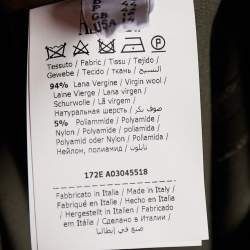 Tessuto / Fabric / Tissu / Tejido /
Gewebe / Tecido / ткань / النسيج
94% Lana Vergine / Virgin wool /
Laine Vierge / Lana virgen /
Schurwolle / Lã virgem /
Натуральная шерсть / صوف بكر
5% Poliammide / Polyamide /
Nylon / Polyamid / Poliamida
Polyamid oder Nylon / Poliamida
Нейлон, полиамид / نايلون
172E A03045518
Fabbricato in Italia / Made in Italy /
Fabriqué en Italie / Hecho en Italia
/ Hergestellt in Italien / Fabricado
em Itália / Сделано в Италии /
صنع في إيطاليا